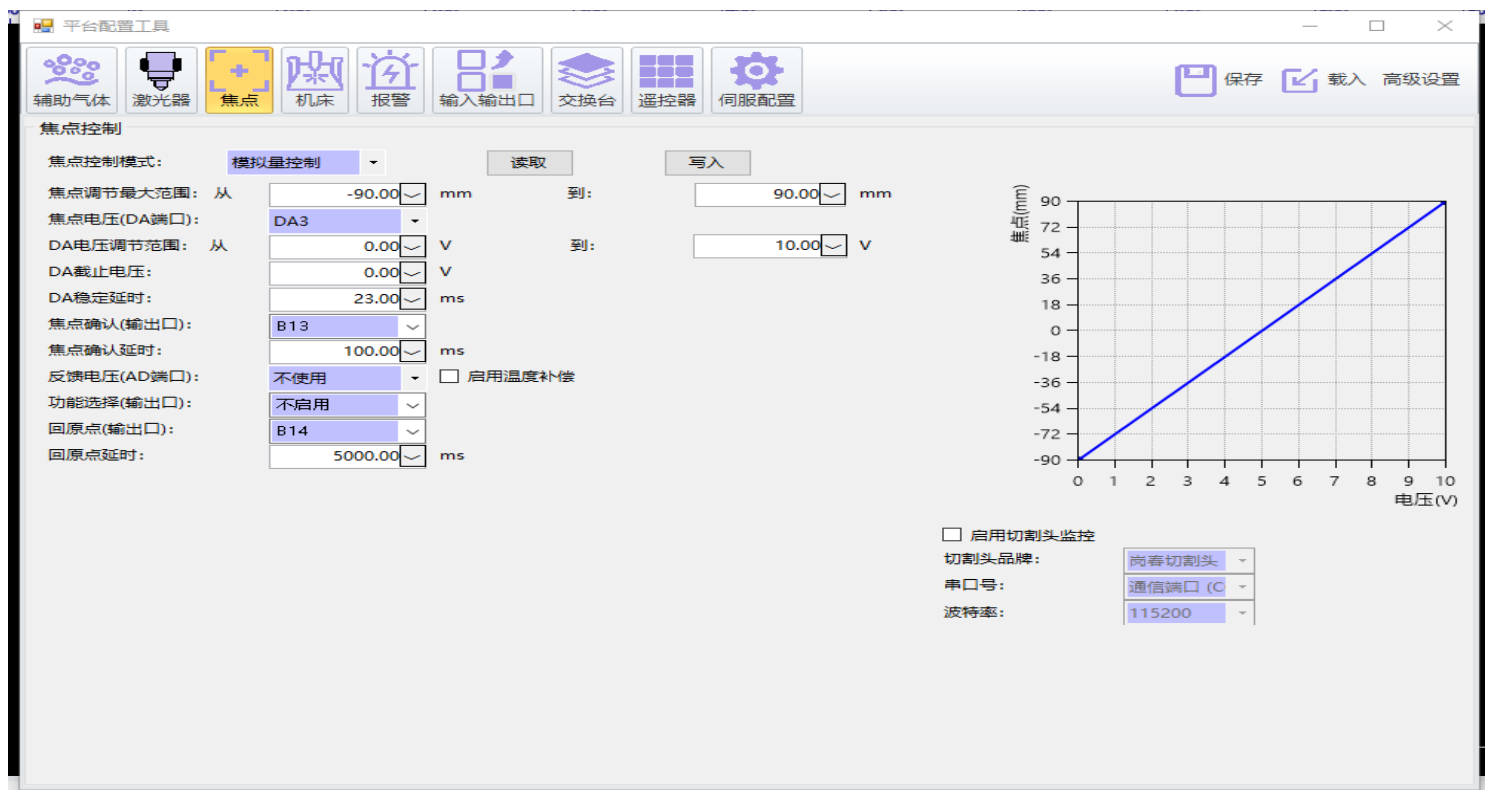 平台配置工具
辅助气体 激光器 焦点 机床 报警 输入输出口 交换台 遥控器 伺服配置 保存 载入 高级设置
焦点控制
焦点控制模式: 模拟量控制 读取 写入
焦点调节最大范围: 从 -90.00 mm 到: 90.00 mm
焦点电压(DA端口): DA3
DA电压调节范围: 从 0.00 V 到: 10.00 V
DA截止电压: 0.00 V
DA稳定延时: 23.00 ms
焦点确认(输出口): B13
焦点确认延时: 100.00 ms
反馈电压(AD端口): 不使用 启用温度补偿
功能选择(输出口): 不启用
回原点(输出口): B14
回原点延时: 5000.00 ms
焦点(mm)
90
72
54
36
18
0
-18
-36
-54
-72
-90
0 1 2 3 4 5 6 7 8 9 10
电压(V)
启用切割头监控
切割头品牌: 岗春切割头
串口号: 通信端口 (C
波特率: 115200